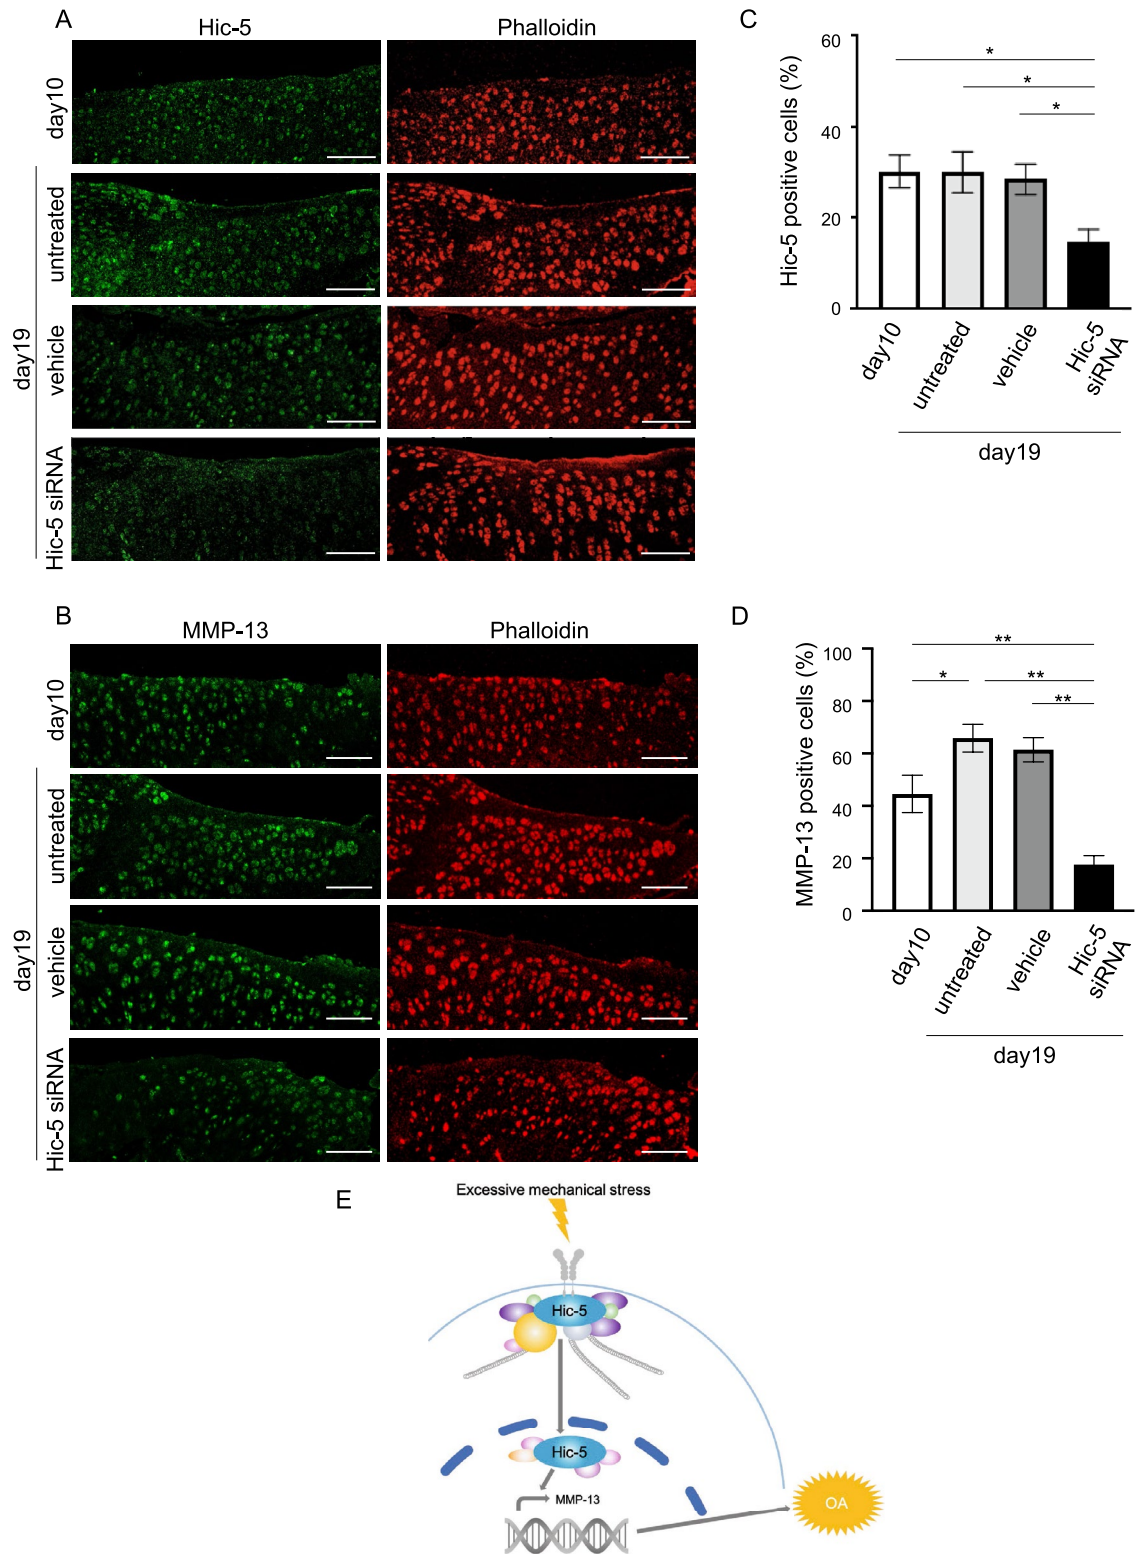 A
Hic-5
Phalloidin
day10
untreated
vehicle
Hic-5 siRNA
day19
B
MMP-13
Phalloidin
day10
untreated
vehicle
Hic-5 siRNA
day19
C
Hic-5 positive cells (%)
60
40
20
0
*
*
*
day10
untreated
vehicle
Hic-5
siRNA
day19
D
MMP-13 positive cells (%)
100
80
60
40
20
0
**
*
**
**
day10
untreated
vehicle
Hic-5
siRNA
day19
E
Excessive mechanical stress
Hic-5
Hic-5
MMP-13
OA